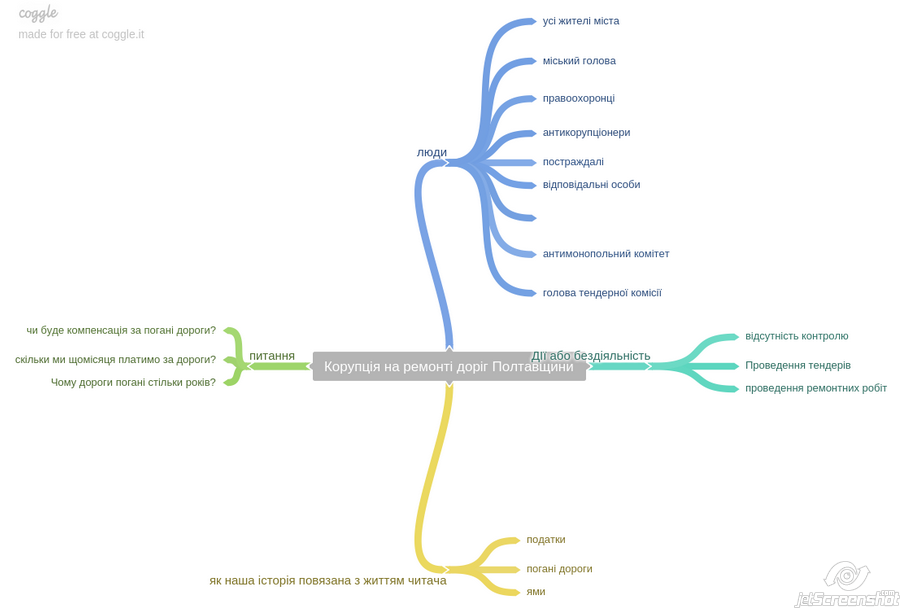 coggle
made for free at coggle.it
усі жителі міста
міський голова
правоохоронці
антикорупціонери
люди
постраждалі
відповідальні особи
антимонопольний комітет
голова тендерної комісії
чи буде компенсація за погані дороги?
скільки ми щомісяця платимо за дороги?
Чому дороги погані стільки років?
питання
Корупція на ремонті доріг Полтавщини
Дії або бездіяльність
відсутність контролю
Проведення тендерів
проведення ремонтних робіт
як наша історія повязана з життям читача
податки
погані дороги
ями
jetScreenshot.com